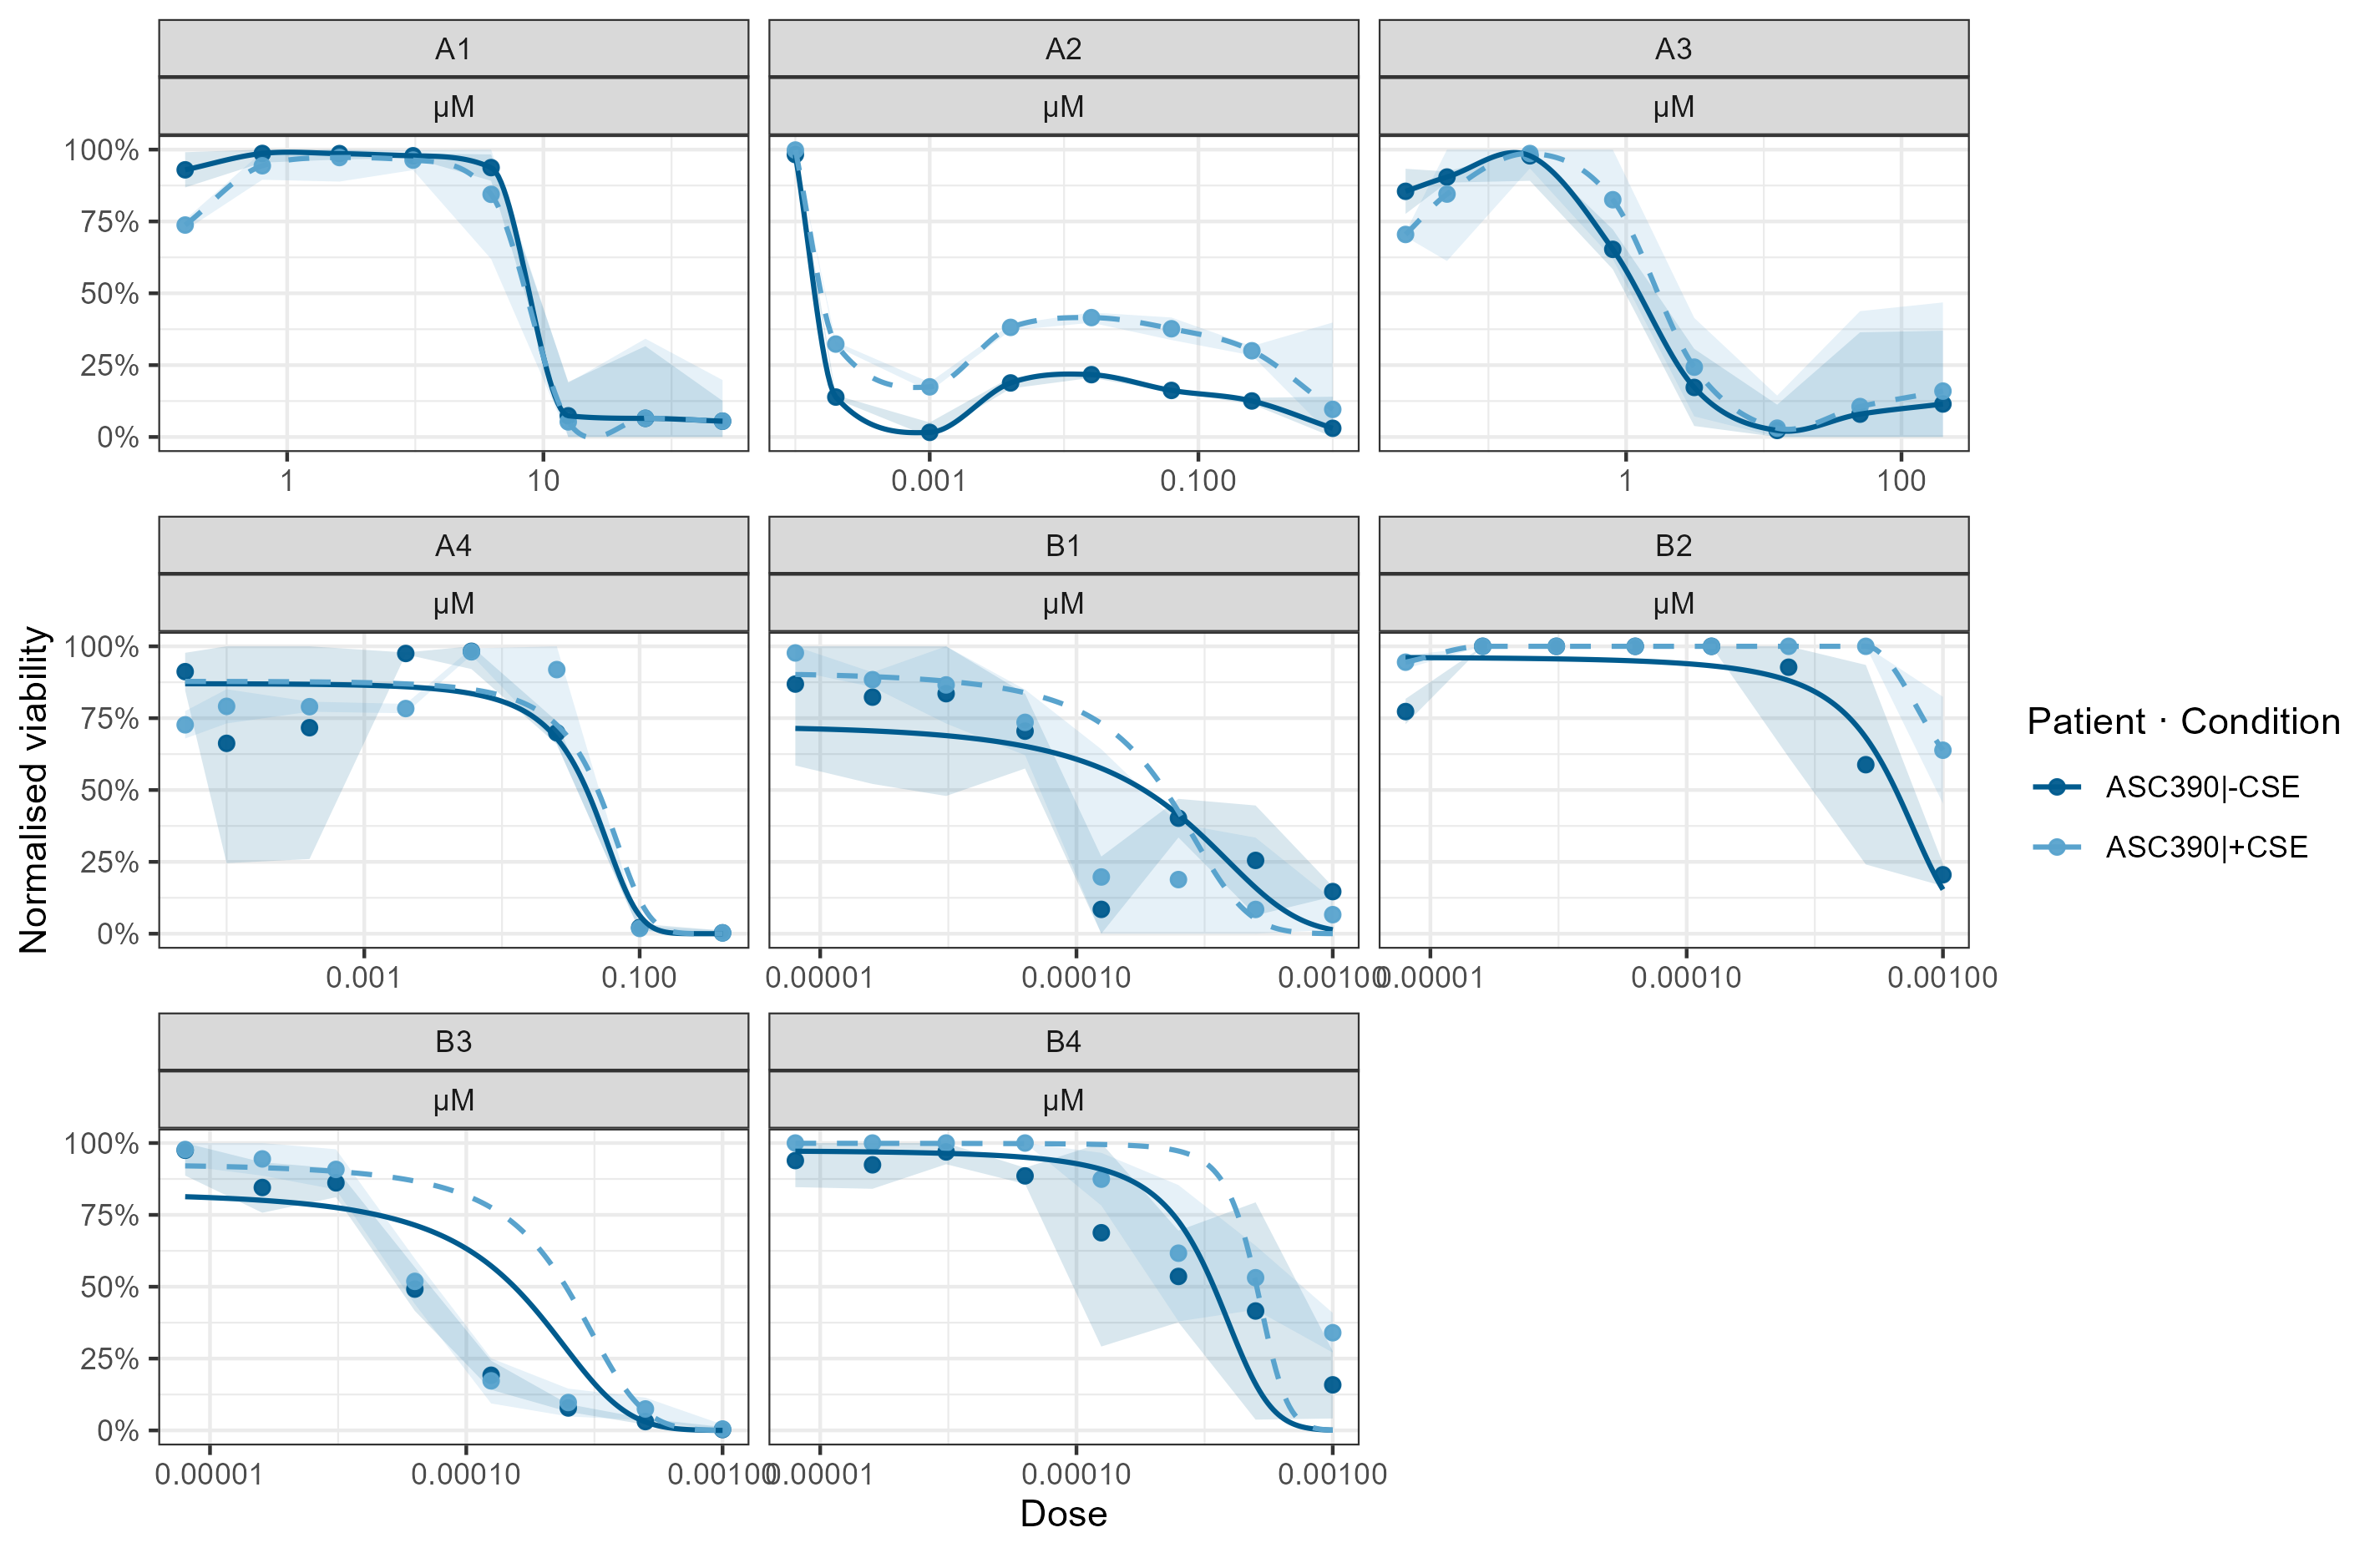 A1 A2 A3
µM µM µM
100%
75%
50%
25%
0%
1 10 0.001 0.100 1 100
A4 B1 B2
µM µM µM
100%
75%
50%
25%
0%
0.001 0.100 0.00001 0.00010 0.00100 0.00001 0.00010 0.00100
B3 B4
µM µM
100%
75%
50%
25%
0%
0.00001 0.00010 0.00100 0.00001 0.00010 0.00100
Dose
Normalised viability
Patient · Condition
ASC390|-CSE
ASC390|+CSE